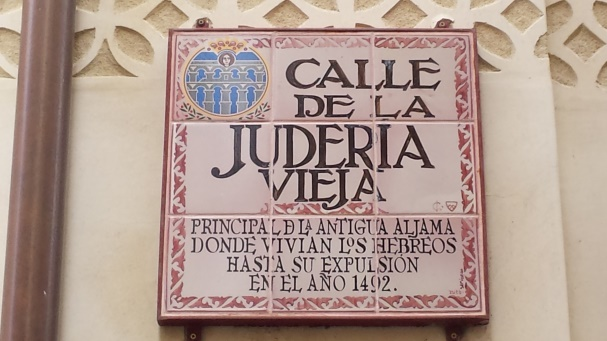 CALLE
DE LA
JUDERIA
VIEJA
PRINCIPAL DE LA ANTIGUA ALJAMA
DONDE VIVIAN LOS HEBREOS
HASTA SU EXPULSIÓN
EN EL AÑO 1492.